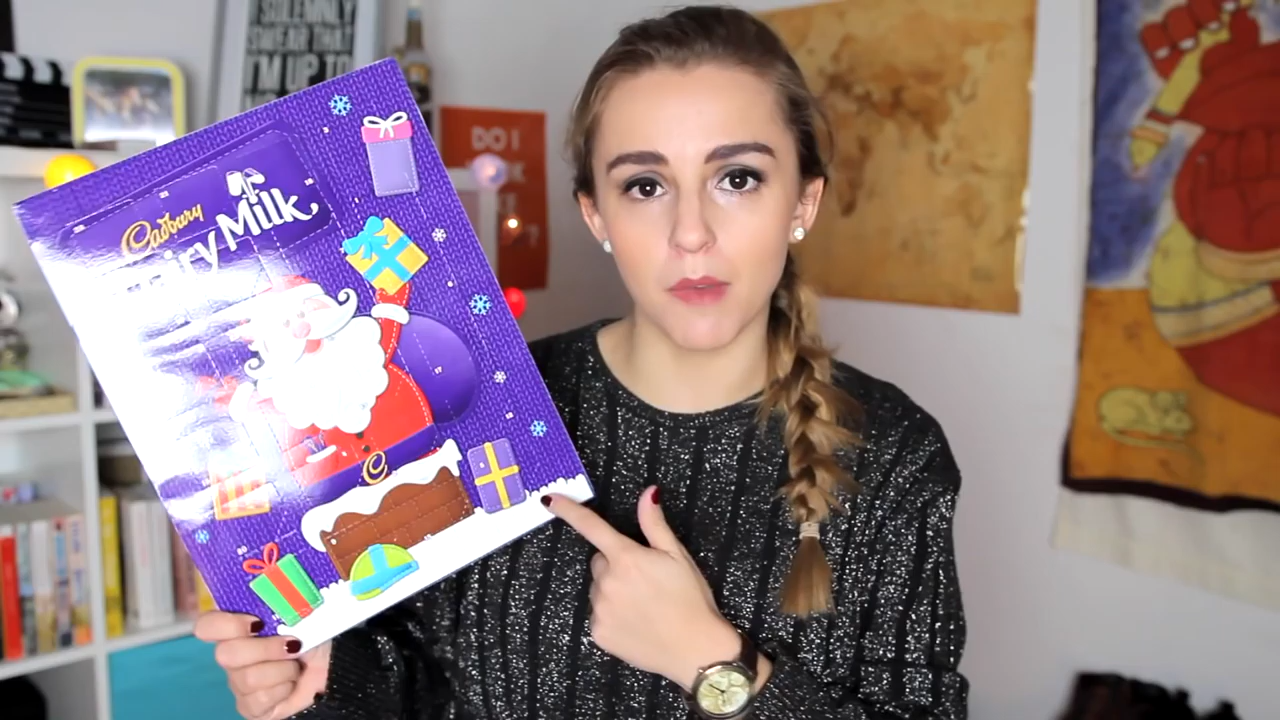 I SOLEMNLY
SWEAR THAT
I'M UP TO
DO I
Cadbury
Dairy Milk